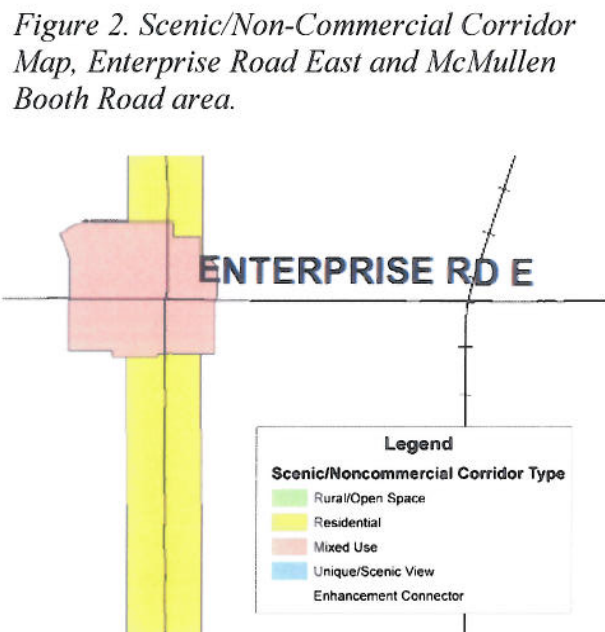 Figure 2. Scenic/Non-Commercial Corridor
Map, Enterprise Road East and McMullen
Booth Road area.
ENTERPRISE RD E
Legend
Scenic/Noncommercial Corridor Type
Rural/Open Space
Residential
Mixed Use
Unique/Scenic View
Enhancement Connector